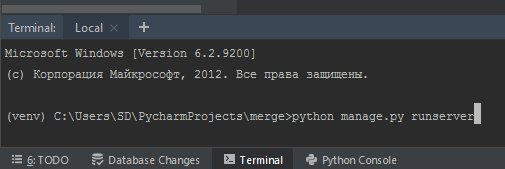 Terminal: Local
Microsoft Windows [Version 6.2.9200]
(c) Корпорация Майкрософт, 2012. Все права защищены.
(venv) C:\Users\SD\PycharmProjects\merge>python manage.py runserver
6: TODO Database Changes Terminal Python Console